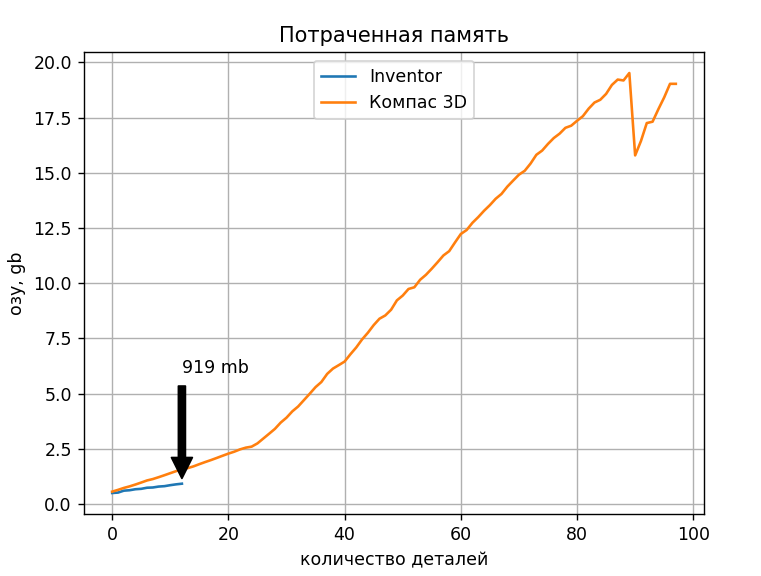 Потраченная память
Inventor
Компас 3D
20.0
17.5
15.0
12.5
10.0
7.5
5.0
2.5
0.0
озу, gb
919 mb
0 20 40 60 80 100
количество деталей